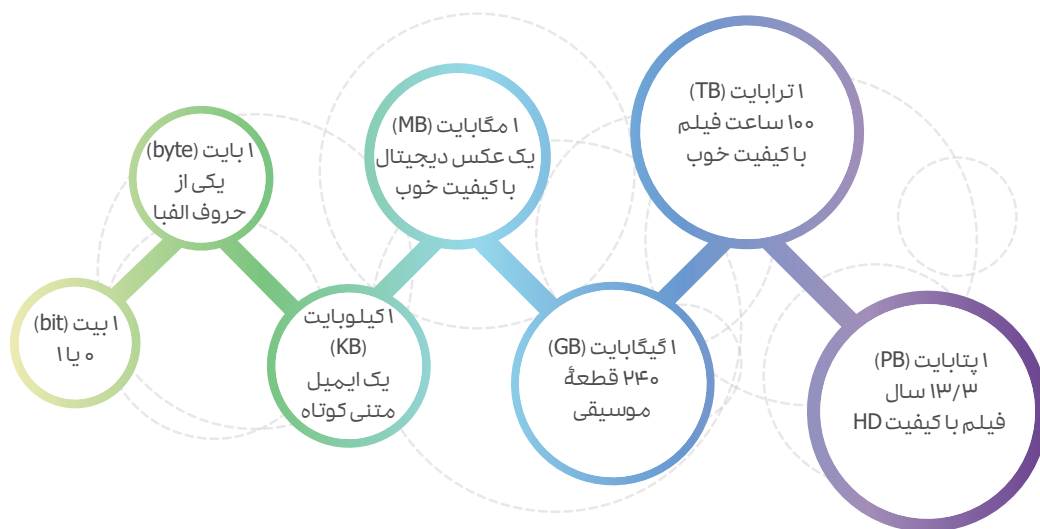 ۱ بیت (bit)
۰ یا ۱
۱ بایت (byte)
یکی از
حروف الفبا
۱ کیلوبایت
(KB)
یک ایمیل
متنی کوتاه
۱ مگابایت (MB)
یک عکس دیجیتال
با کیفیت خوب
۱ گیگابایت (GB)
۲۴۰ قطعهٔ
موسیقی
۱ ترابایت (TB)
۱۰۰ ساعت فیلم
با کیفیت خوب
۱ پتابایت (PB)
۱۳/۳ سال
فیلم با کیفیت HD